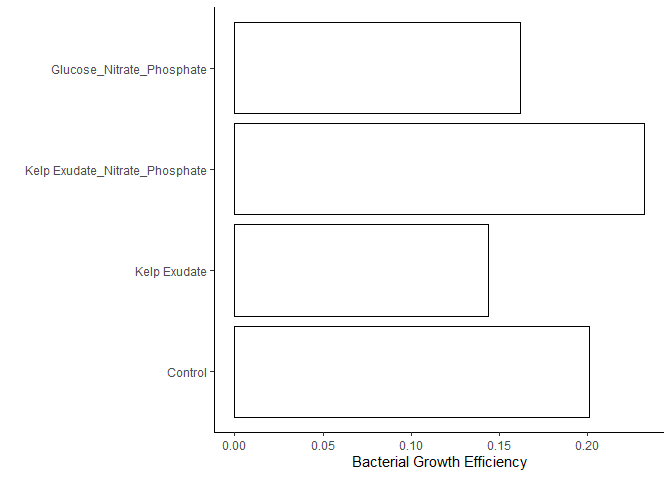 Glucose_Nitrate_Phosphate
Kelp Exudate_Nitrate_Phosphate
Kelp Exudate
Control
0.00 0.05 0.10 0.15 0.20
Bacterial Growth Efficiency